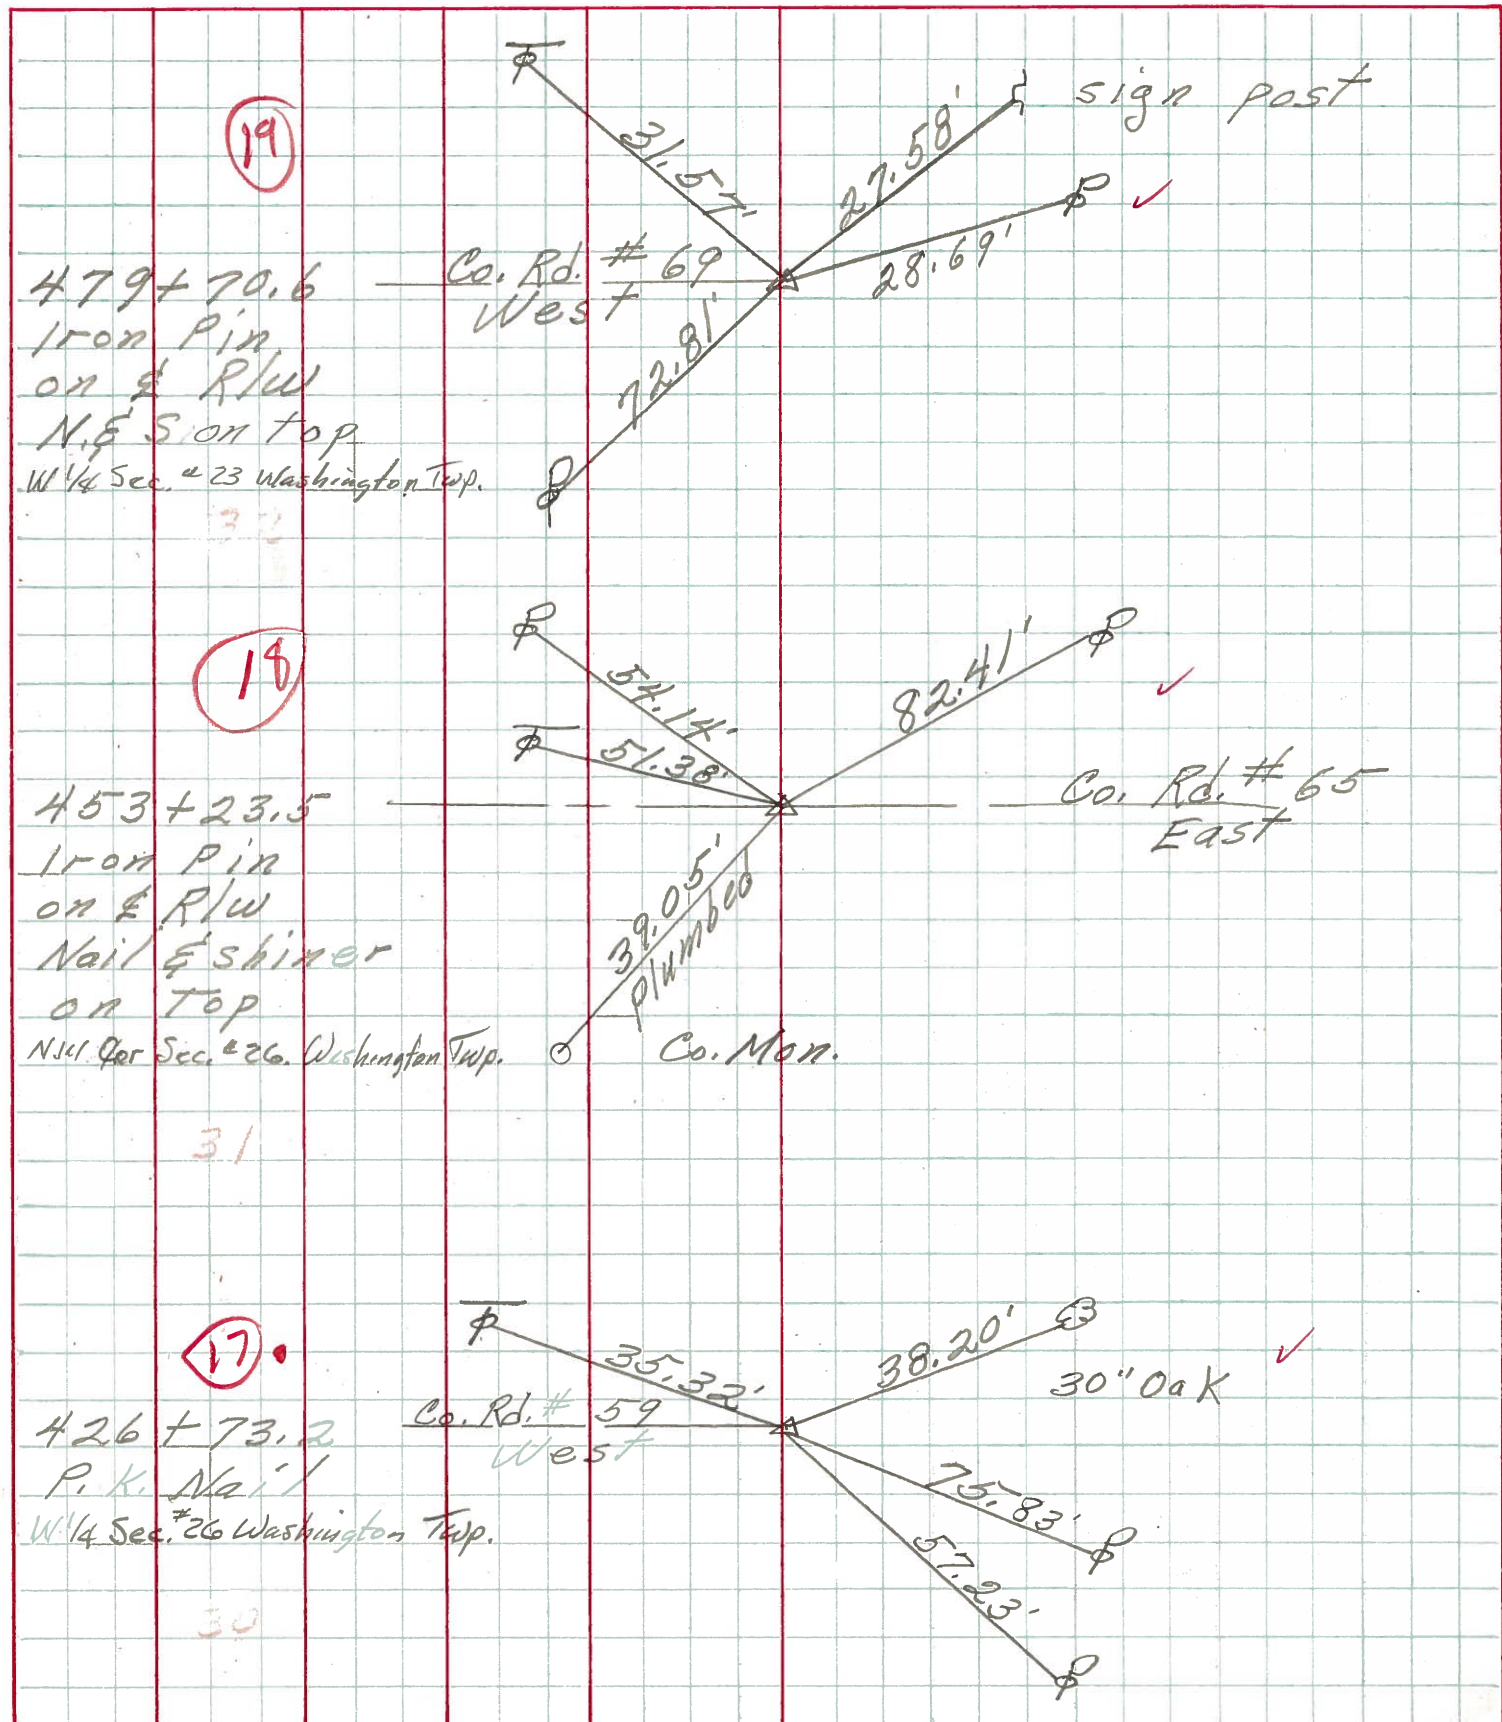 19
31.57'
27.58'
sign post
28.69'
Co. Rd. # 69
West
72.81'
479+70.6
Iron Pin
on ℄ R/W
N. & S on top
W 1/4 Sec. # 23 Washington Twp.
32
18
54.14'
51.38'
82.41'
Co. Rd. # 65
East
453+23.5
Iron Pin
on ℄ R/W
Nail & shiner
on Top
NW Cor Sec. # 26. Washington Twp.
39.05'
plumbed
Co. Mon.
31
17.
35.32'
38.20'
30" Oak
Co. Rd. # 59
West
426+73.2
P. K. Nail
W 1/4 Sec. # 26 Washington Twp.
75.83'
57.23'
30